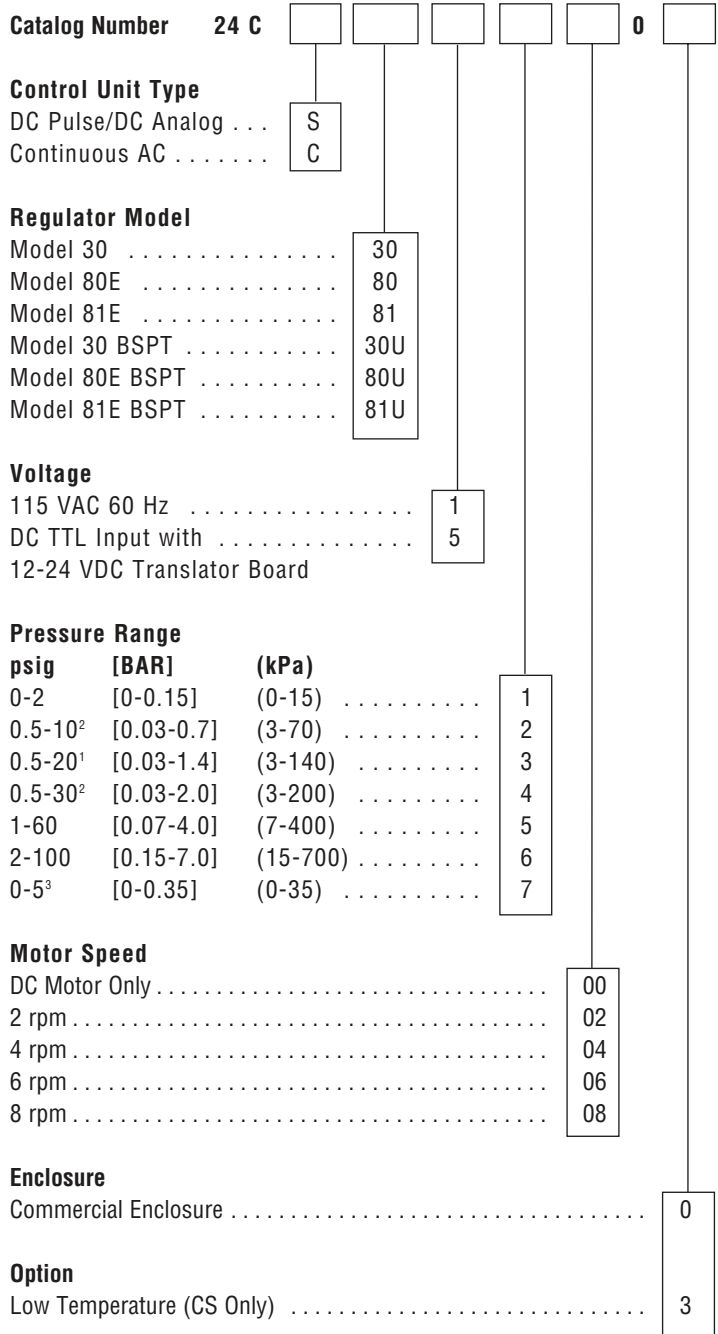 Catalog Number 24 C 0
Control Unit Type
DC Pulse/DC Analog . . . S
Continuous AC . . . . . . . C
Regulator Model
Model 30 . . . . . . . . . . . . . . . 30
Model 80E . . . . . . . . . . . . . . 80
Model 81E . . . . . . . . . . . . . . 81
Model 30 BSPT . . . . . . . . . . . 30U
Model 80E BSPT . . . . . . . . . . 80U
Model 81E BSPT . . . . . . . . . . 81U
Voltage
115 VAC 60 Hz . . . . . . . . . . . . . . . . 1
DC TTL Input with . . . . . . . . . . . . . . 5
12-24 VDC Translator Board
Pressure Range
psig [BAR] (kPa)
0-2 [0-0.15] (0-15) . . . . . . . . . . 1
0.5-10² [0.03-0.7] (3-70) . . . . . . . . . . 2
0.5-20¹ [0.03-1.4] (3-140) . . . . . . . . . 3
0.5-30² [0.03-2.0] (3-200) . . . . . . . . . 4
1-60 [0.07-4.0] (7-400) . . . . . . . . . 5
2-100 [0.15-7.0] (15-700) . . . . . . . . . 6
0-5³ [0-0.35] (0-35) . . . . . . . . . . 7
Motor Speed
DC Motor Only . . . . . . . . . . . . . . . . . . . . . . . . . . . . . . . . . 00
2 rpm . . . . . . . . . . . . . . . . . . . . . . . . . . . . . . . . . . . . . . . . 02
4 rpm . . . . . . . . . . . . . . . . . . . . . . . . . . . . . . . . . . . . . . . . 04
6 rpm . . . . . . . . . . . . . . . . . . . . . . . . . . . . . . . . . . . . . . . . 06
8 rpm . . . . . . . . . . . . . . . . . . . . . . . . . . . . . . . . . . . . . . . . 08
Enclosure
Commercial Enclosure . . . . . . . . . . . . . . . . . . . . . . . . . . . . . . . . . . . 0
Option
Low Temperature (CS Only) . . . . . . . . . . . . . . . . . . . . . . . . . . . . . . 3